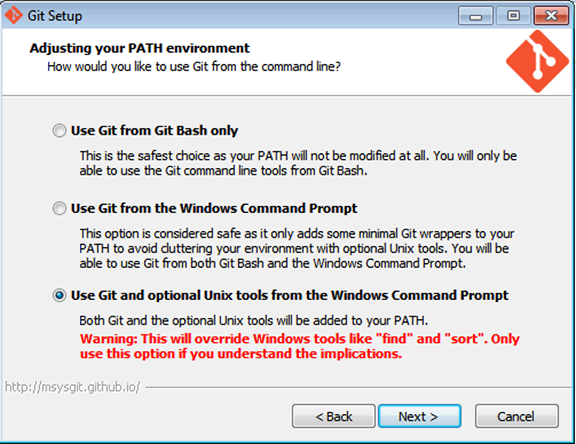 Git Setup
Adjusting your PATH environment
How would you like to use Git from the command line?
Use Git from Git Bash only
This is the safest choice as your PATH will not be modified at all. You will only be
able to use the Git command line tools from Git Bash.
Use Git from the Windows Command Prompt
This option is considered safe as it only adds some minimal Git wrappers to your
PATH to avoid cluttering your environment with optional Unix tools. You will be
able to use Git from both Git Bash and the Windows Command Prompt.
Use Git and optional Unix tools from the Windows Command Prompt
Both Git and the optional Unix tools will be added to your PATH.
Warning: This will override Windows tools like "find" and "sort". Only
use this option if you understand the implications.
http://msysgit.github.io/
< Back Next > Cancel